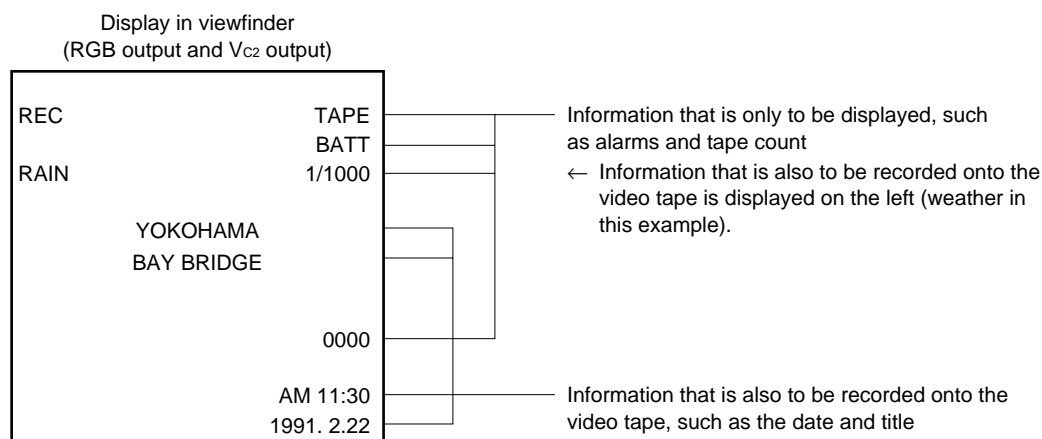 Display in viewfinder
(RGB output and VC2 output)
REC
TAPE
BATT
RAIN
1/1000
YOKOHAMA
BAY BRIDGE
0000
AM 11:30
1991. 2.22
Information that is only to be displayed, such
as alarms and tape count
← Information that is also to be recorded onto the
video tape is displayed on the left (weather in
this example).
Information that is also to be recorded onto the
video tape, such as the date and title